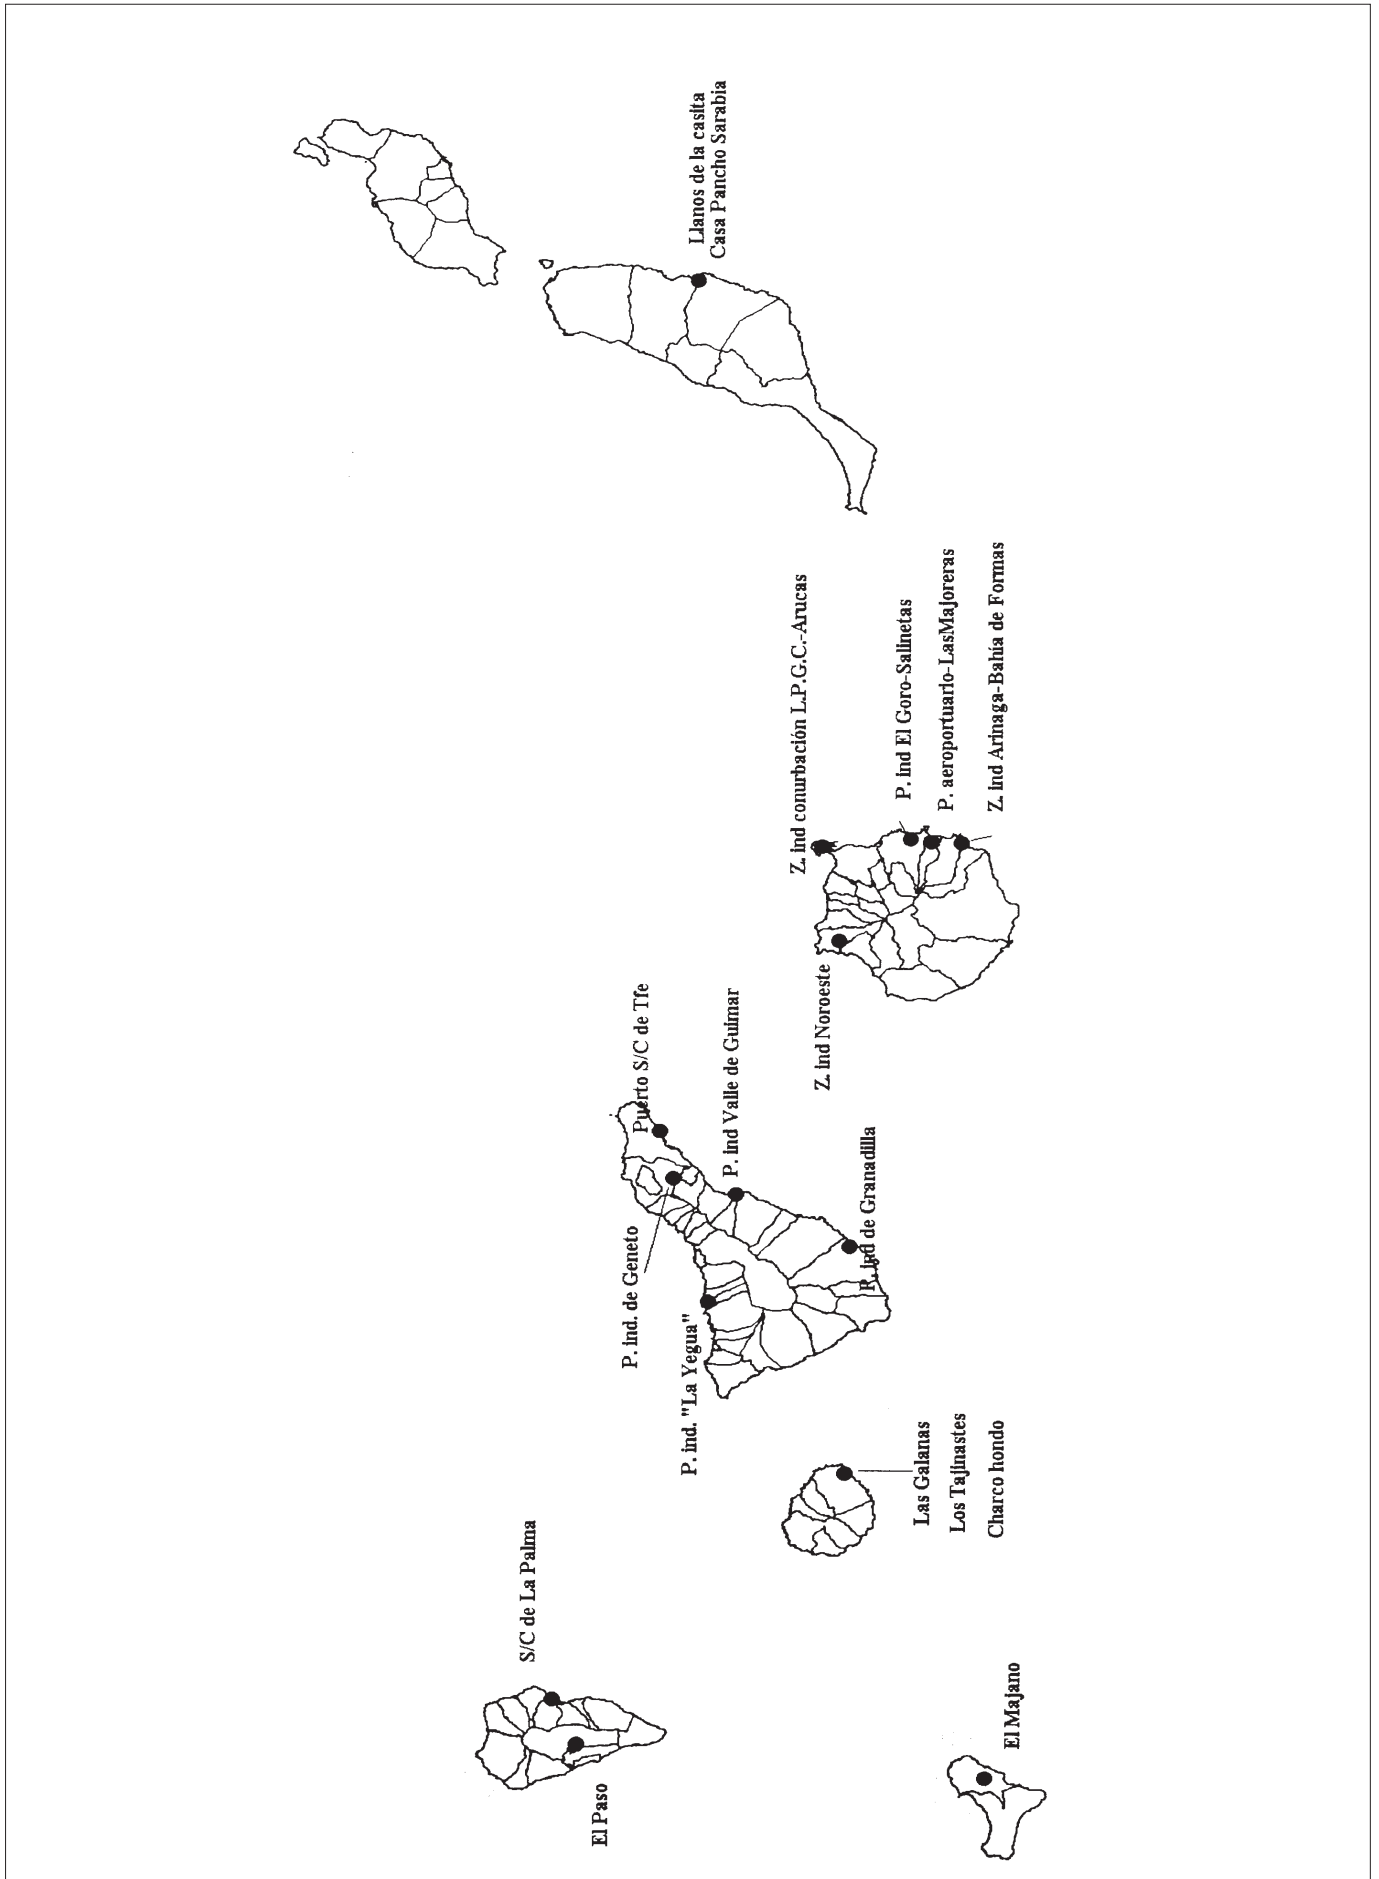 Llanos de la casita
Casa Pancho Sarabia
Z. ind conurbación L.P.G.C.-Arucas
P. ind El Goro-Salinetas
P. aeroportuario-LasMajoreras
Z. ind Arinaga-Bahía de Formas
Z. ind Noroeste
Puerto S/C de Tfe
P. ind Valle de Guimar
P. ind de Granadilla
P. ind. de Geneto
P. ind. "La Yegua"
Las Galanas
Los Tajinastes
Charco hondo
S/C de La Palma
El Paso
El Majano